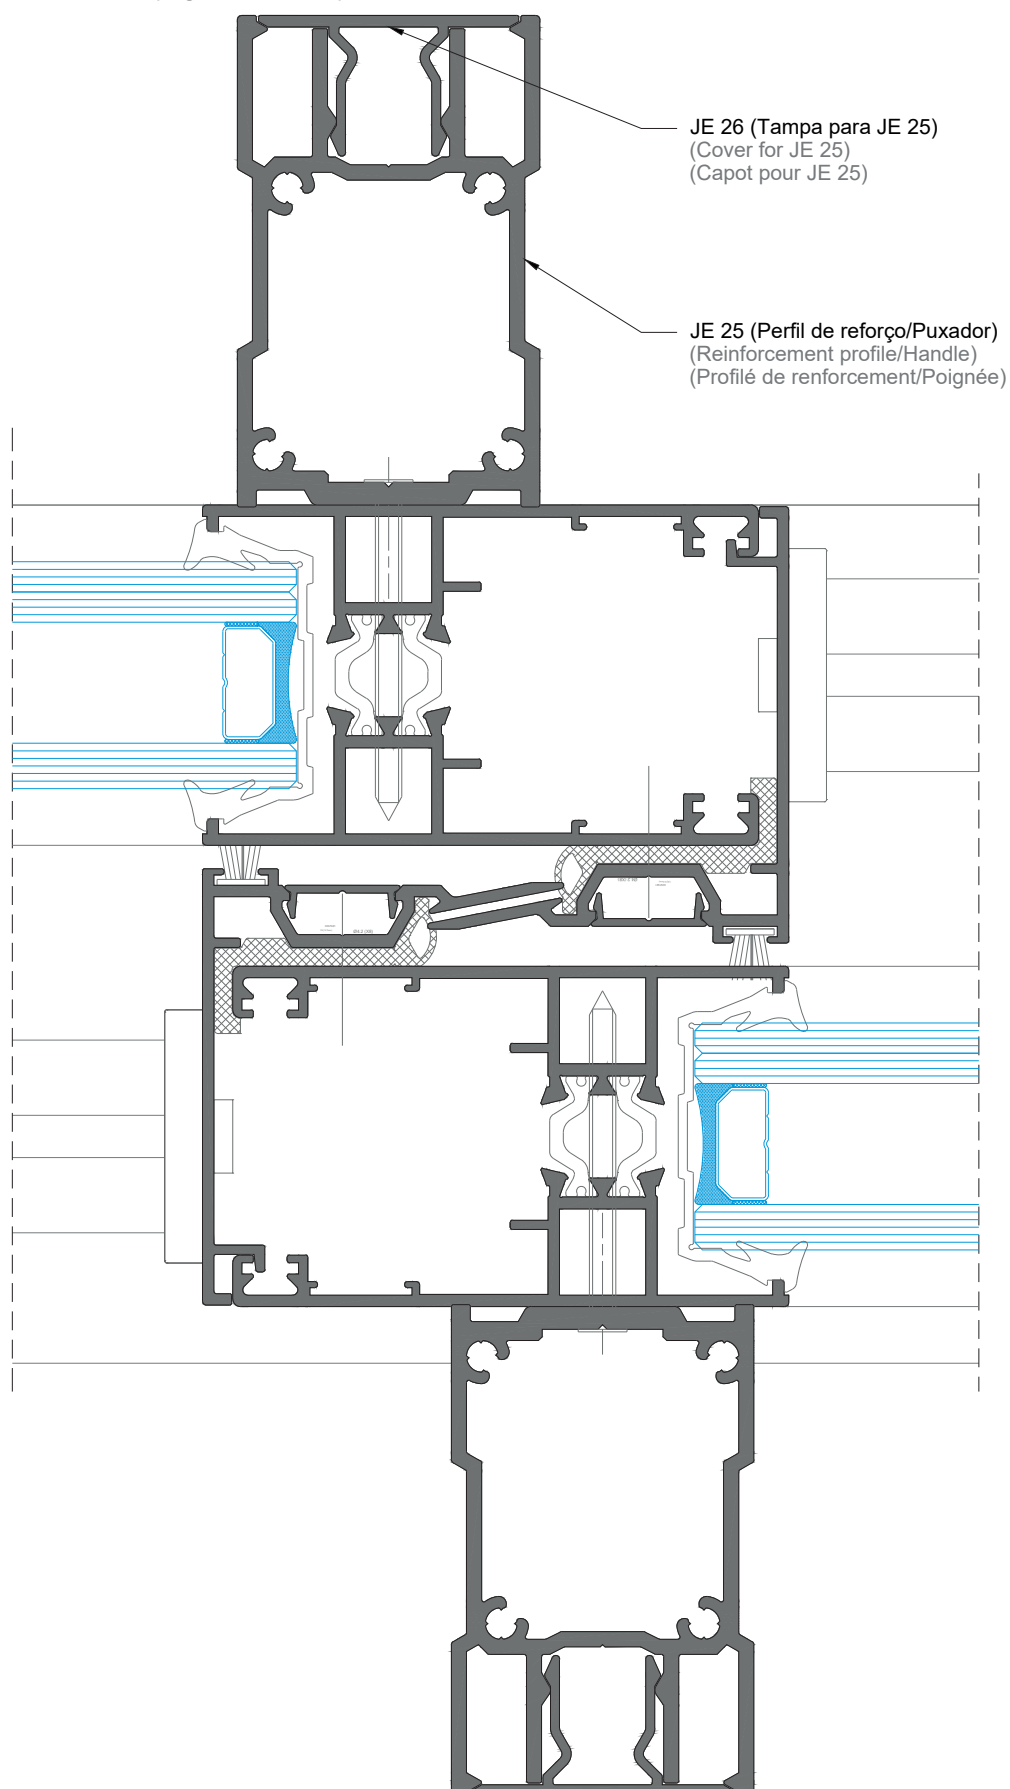 JE 26 (Tampa para JE 25)
(Cover for JE 25)
(Capot pour JE 25)
JE 25 (Perfil de reforço/Puxador)
(Reinforcement profile/Handle)
(Profilé de renforcement/Poignée)